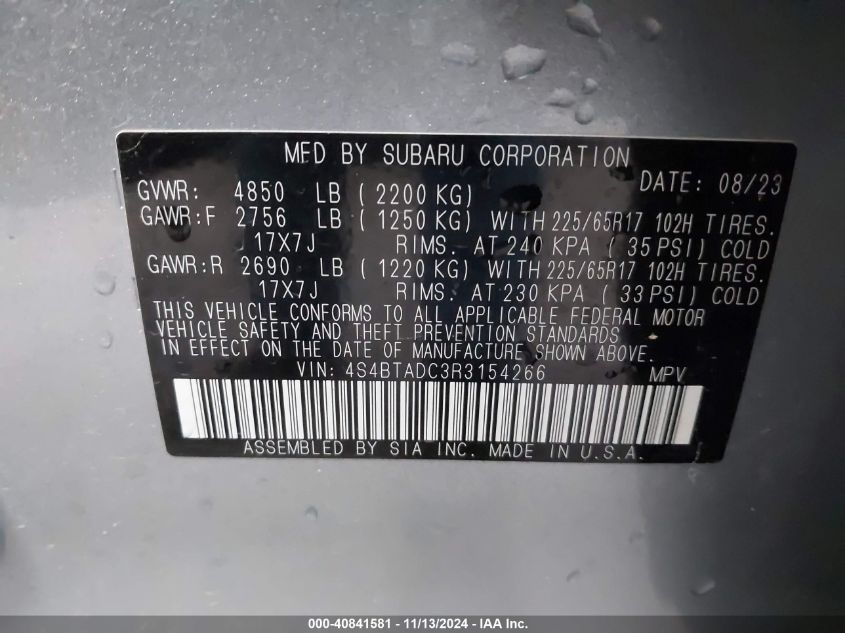 MFD BY SUBARU CORPORATION
DATE: 08/23
GVWR: 4850 LB ( 2200 KG)
GAWR:F 2756 LB ( 1250 KG) WITH 225/65R17 102H TIRES.
17X7J RIMS. AT 240 KPA ( 35 PSI) COLD
GAWR:R 2690 LB ( 1220 KG) WITH 225/65R17 102H TIRES.
17X7J RIMS. AT 230 KPA ( 33 PSI) COLD
THIS VEHICLE CONFORMS TO ALL APPLICABLE FEDERAL MOTOR
VEHICLE SAFETY AND THEFT PREVENTION STANDARDS
IN EFFECT ON THE DATE OF MANUFACTURE SHOWN ABOVE.
VIN: 4S4BTADC3R3154266 MPV
ASSEMBLED BY SIA INC. MADE IN U.S.A.
000-40841581 - 11/13/2024 - IAA Inc.